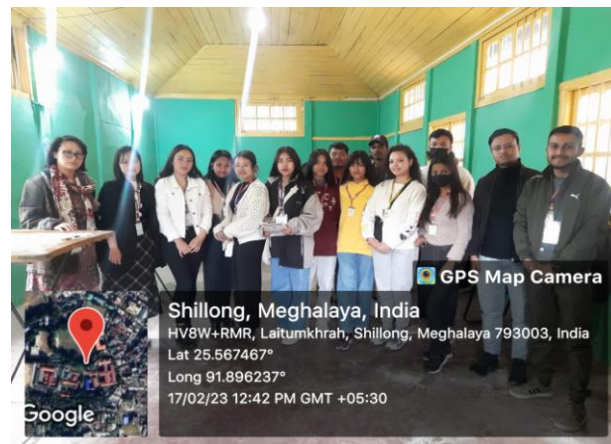 GPS Map Camera
Shillong, Meghalaya, India
HV8W+RMR, Laitumkhrah, Shillong, Meghalaya 793003, India
Lat 25.567467°
Long 91.896237°
17/02/23 12:42 PM GMT +05:30
Google